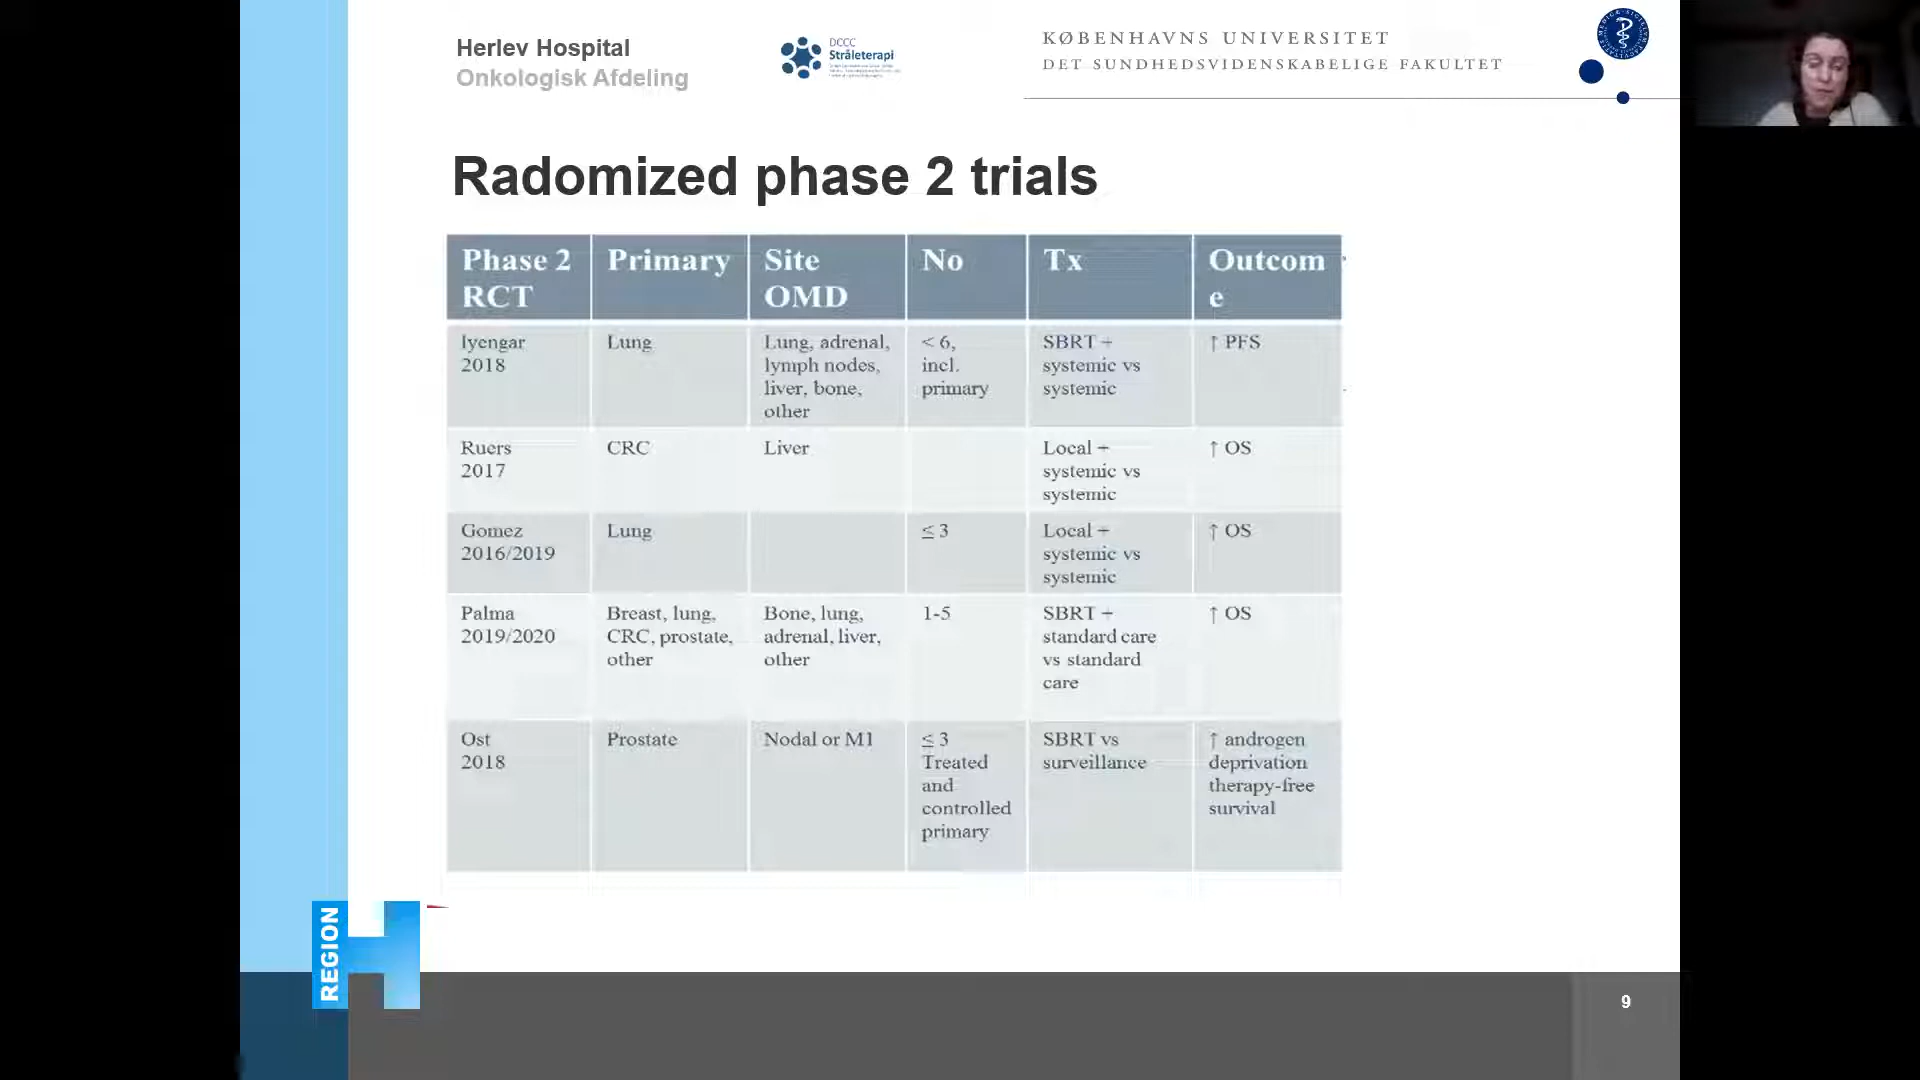 Herlev Hospital
Onkologisk Afdeling
DCCC
Stråleterapi
KØBENHAVNS UNIVERSITET
DET SUNDHEDSVIDENSKABELIGE FAKULTET
Radomized phase 2 trials
Phase 2 RCT Primary Site OMD No Tx Outcom
e
Iyengar
2018
Lung
Lung, adrenal,
lymph nodes,
liver, bone,
other
< 6,
incl.
primary
SBRT +
systemic vs
systemic
↑ PFS
Ruers
2017
CRC
Liver
Local +
systemic vs
systemic
↑ OS
Gomez
2016/2019
Lung
≤ 3
Local +
systemic vs
systemic
↑ OS
Palma
2019/2020
Breast, lung,
CRC, prostate,
other
Bone, lung,
adrenal, liver,
other
1-5
SBRT +
standard care
vs standard
care
↑ OS
Ost
2018
Prostate
Nodal or M1
≤ 3
Treated
and
controlled
primary
SBRT vs
surveillance
↑ androgen
deprivation
therapy-free
survival
REGION
H
9